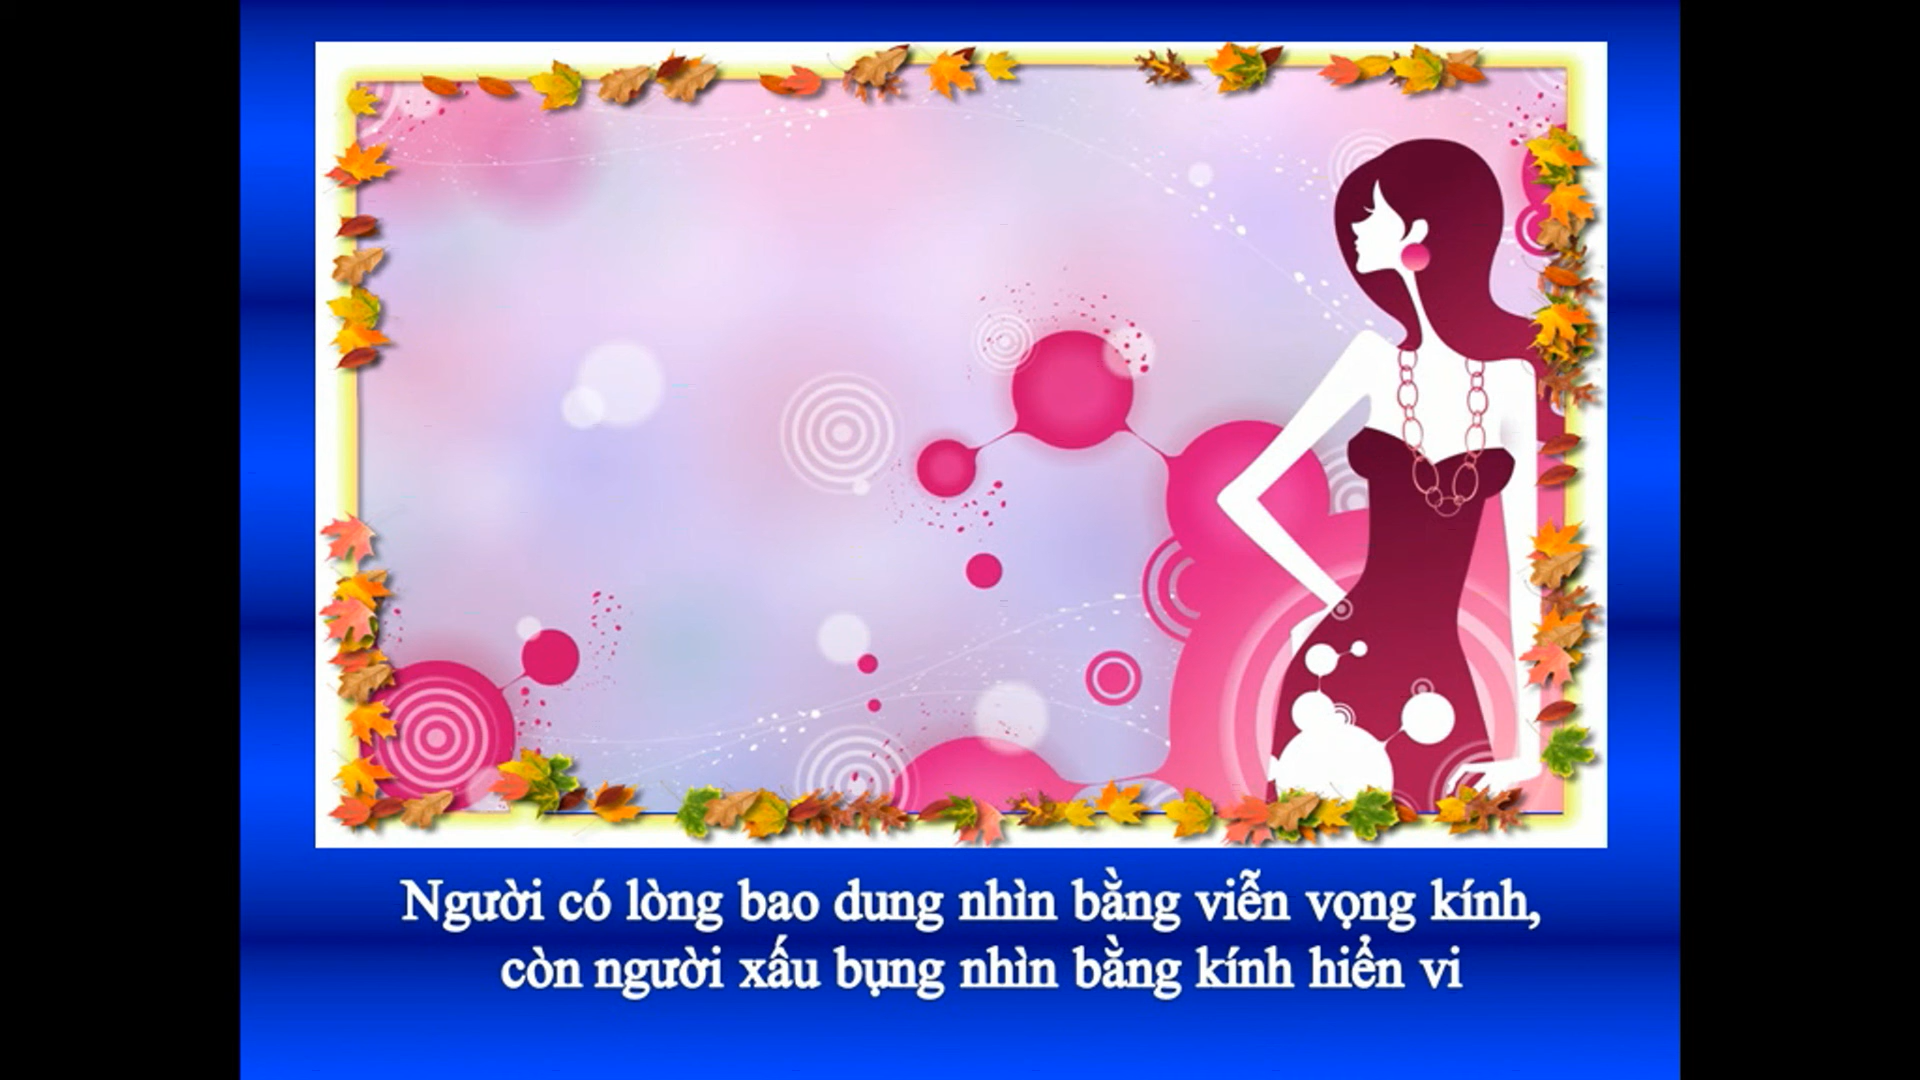 Người có lòng bao dung nhìn bằng viễn vọng kính,
còn người xấu bụng nhìn bằng kính hiển vi